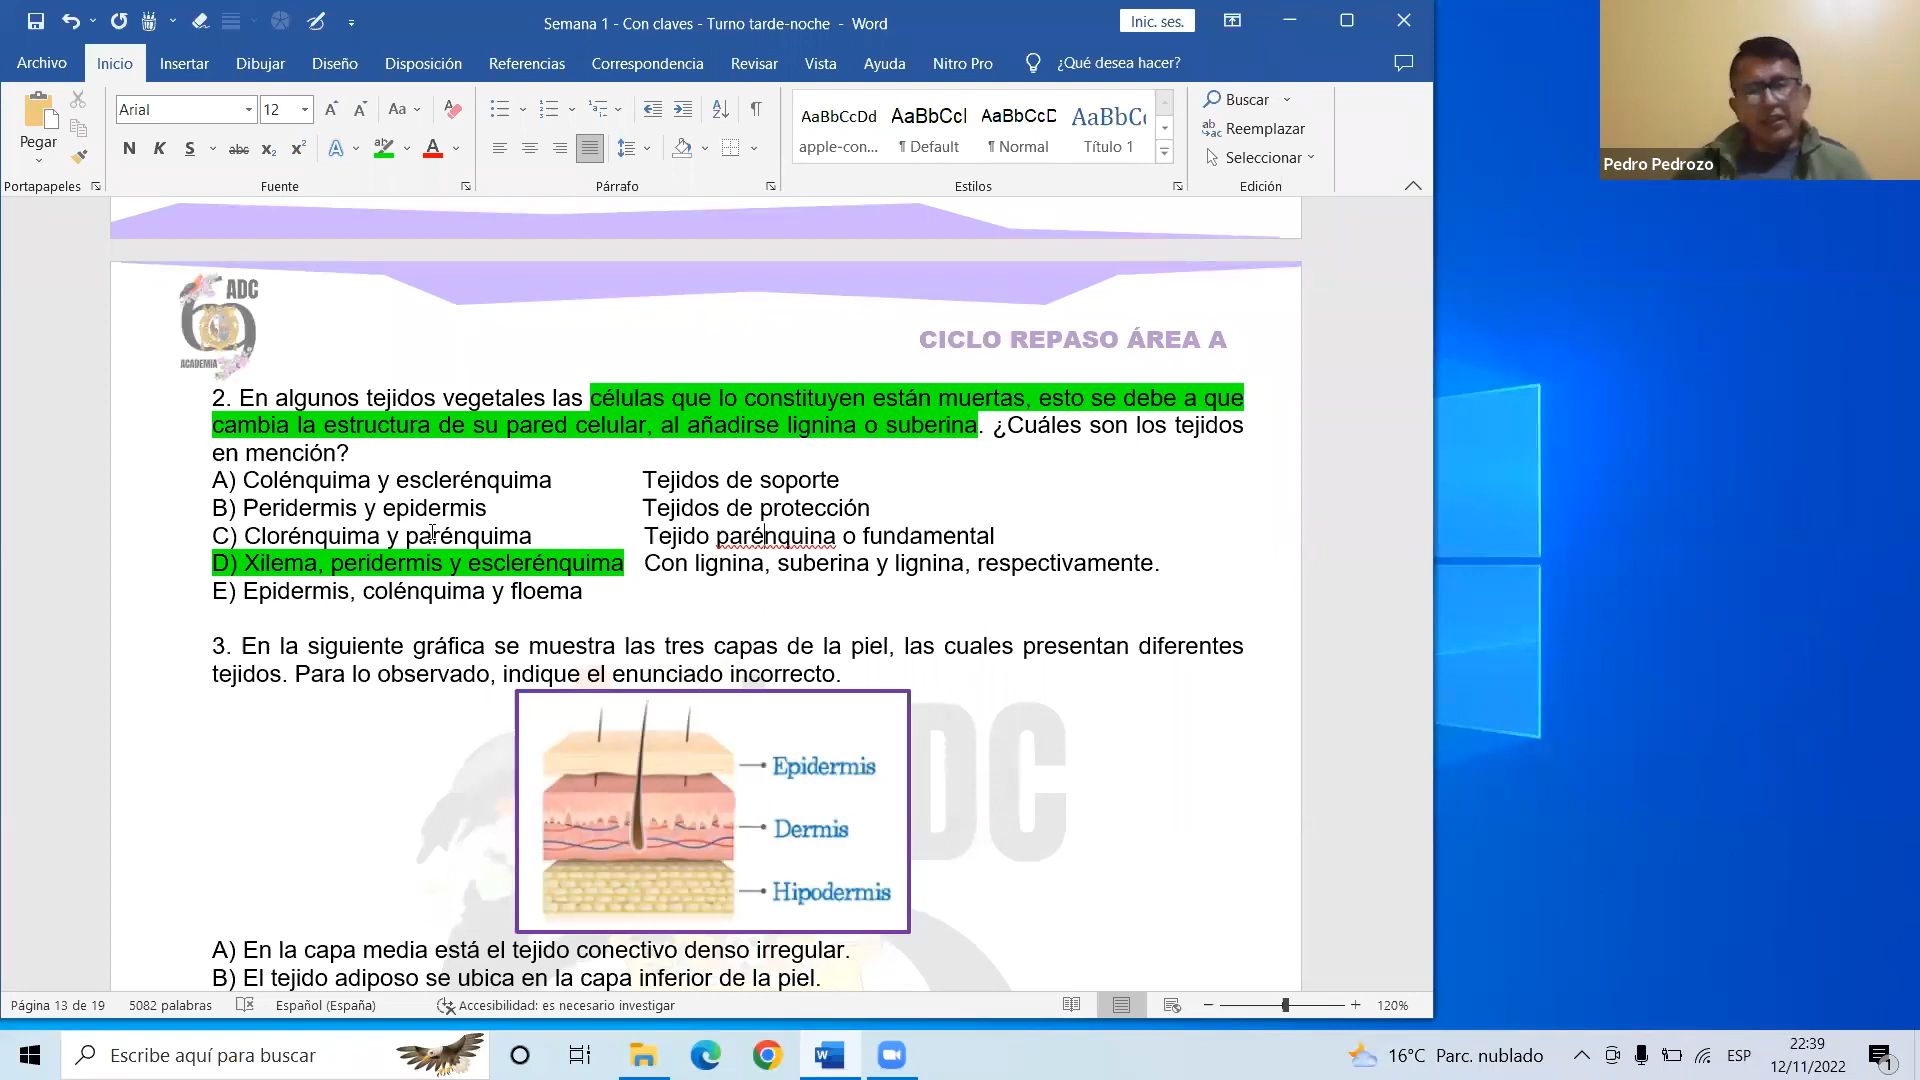 Semana 1 - Con claves - Turno tarde-noche - Word
Inic. ses.
Archivo Inicio Insertar Dibujar Diseño Disposición Referencias Correspondencia Revisar Vista Ayuda Nitro Pro ¿Qué desea hacer?
Pegar
Arial 12
Aa
N K S abc x₂ x² A ab A
AaBbCcDd AaBbCcI AaBbCcD AaBbC
apple-con... ¶ Default ¶ Normal Título 1
Buscar
Reemplazar
Seleccionar
Portapapeles Fuente Párrafo Estilos Edición
Pedro Pedrozo
ADC
ACADEMIA
CICLO REPASO ÁREA A
2. En algunos tejidos vegetales las células que lo constituyen están muertas, esto se debe a que
cambia la estructura de su pared celular, al añadirse lignina o suberina. ¿Cuáles son los tejidos
en mención?
A) Colénquima y esclerénquima Tejidos de soporte
B) Peridermis y epidermis Tejidos de protección
C) Clorénquima y parénquima Tejido parénquina o fundamental
D) Xilema, peridermis y esclerénquima Con lignina, suberina y lignina, respectivamente.
E) Epidermis, colénquima y floema
3. En la siguiente gráfica se muestra las tres capas de la piel, las cuales presentan diferentes
tejidos. Para lo observado, indique el enunciado incorrecto.
Epidermis
Dermis
Hipodermis
DC
A) En la capa media está el tejido conectivo denso irregular.
B) El tejido adiposo se ubica en la capa inferior de la piel.
Página 13 de 19 5082 palabras Español (España) Accesibilidad: es necesario investigar 120%
Escribe aquí para buscar
16°C Parc. nublado ESP
22:39
12/11/2022
1